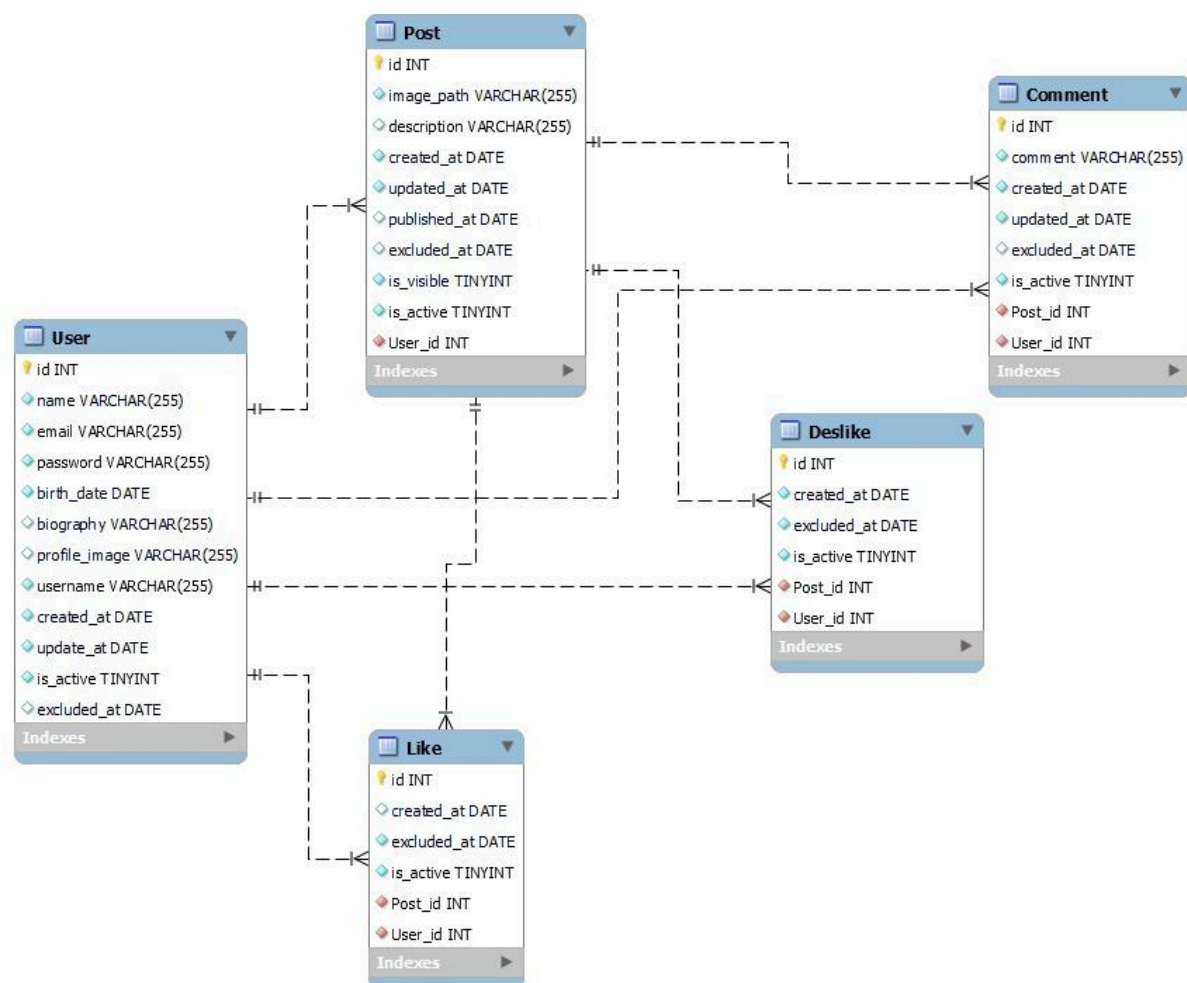 Post
id INT
image_path VARCHAR(255)
description VARCHAR(255)
created_at DATE
updated_at DATE
published_at DATE
excluded_at DATE
is_visible TINYINT
is_active TINYINT
User_id INT
Indexes
Comment
id INT
comment VARCHAR(255)
created_at DATE
updated_at DATE
excluded_at DATE
is_active TINYINT
Post_id INT
User_id INT
Indexes
User
id INT
name VARCHAR(255)
email VARCHAR(255)
password VARCHAR(255)
birth_date DATE
biography VARCHAR(255)
profile_image VARCHAR(255)
username VARCHAR(255)
created_at DATE
update_at DATE
is_active TINYINT
excluded_at DATE
Indexes
Deslike
id INT
created_at DATE
excluded_at DATE
is_active TINYINT
Post_id INT
User_id INT
Indexes
Like
id INT
created_at DATE
excluded_at DATE
is_active TINYINT
Post_id INT
User_id INT
Indexes